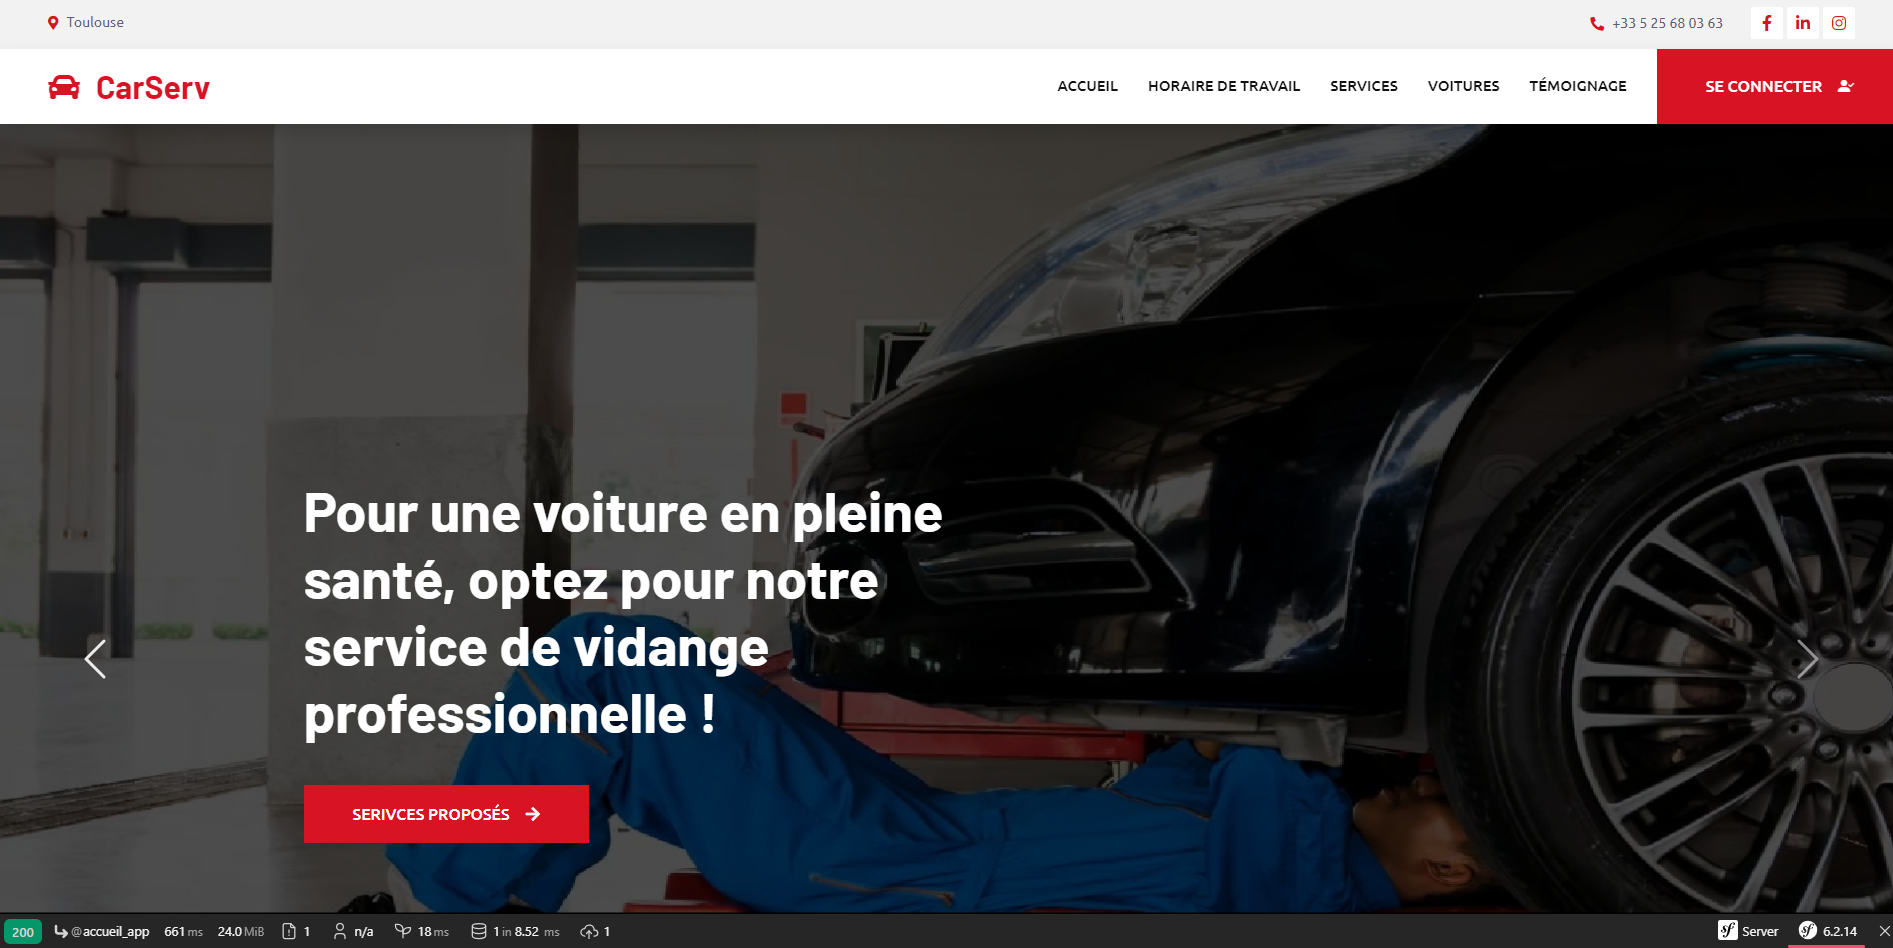 Toulouse
+33 5 25 68 03 63
CarServ
ACCUEIL HORAIRE DE TRAVAIL SERVICES VOITURES TÉMOIGNAGE SE CONNECTER
Pour une voiture en pleine
santé, optez pour notre
service de vidange
professionnelle !
SERIVCES PROPOSÉS
200 @accueil_app 661 ms 24.0 MiB 1 n/a 18 ms 1 in 8.52 ms 1 Server 6.2.14